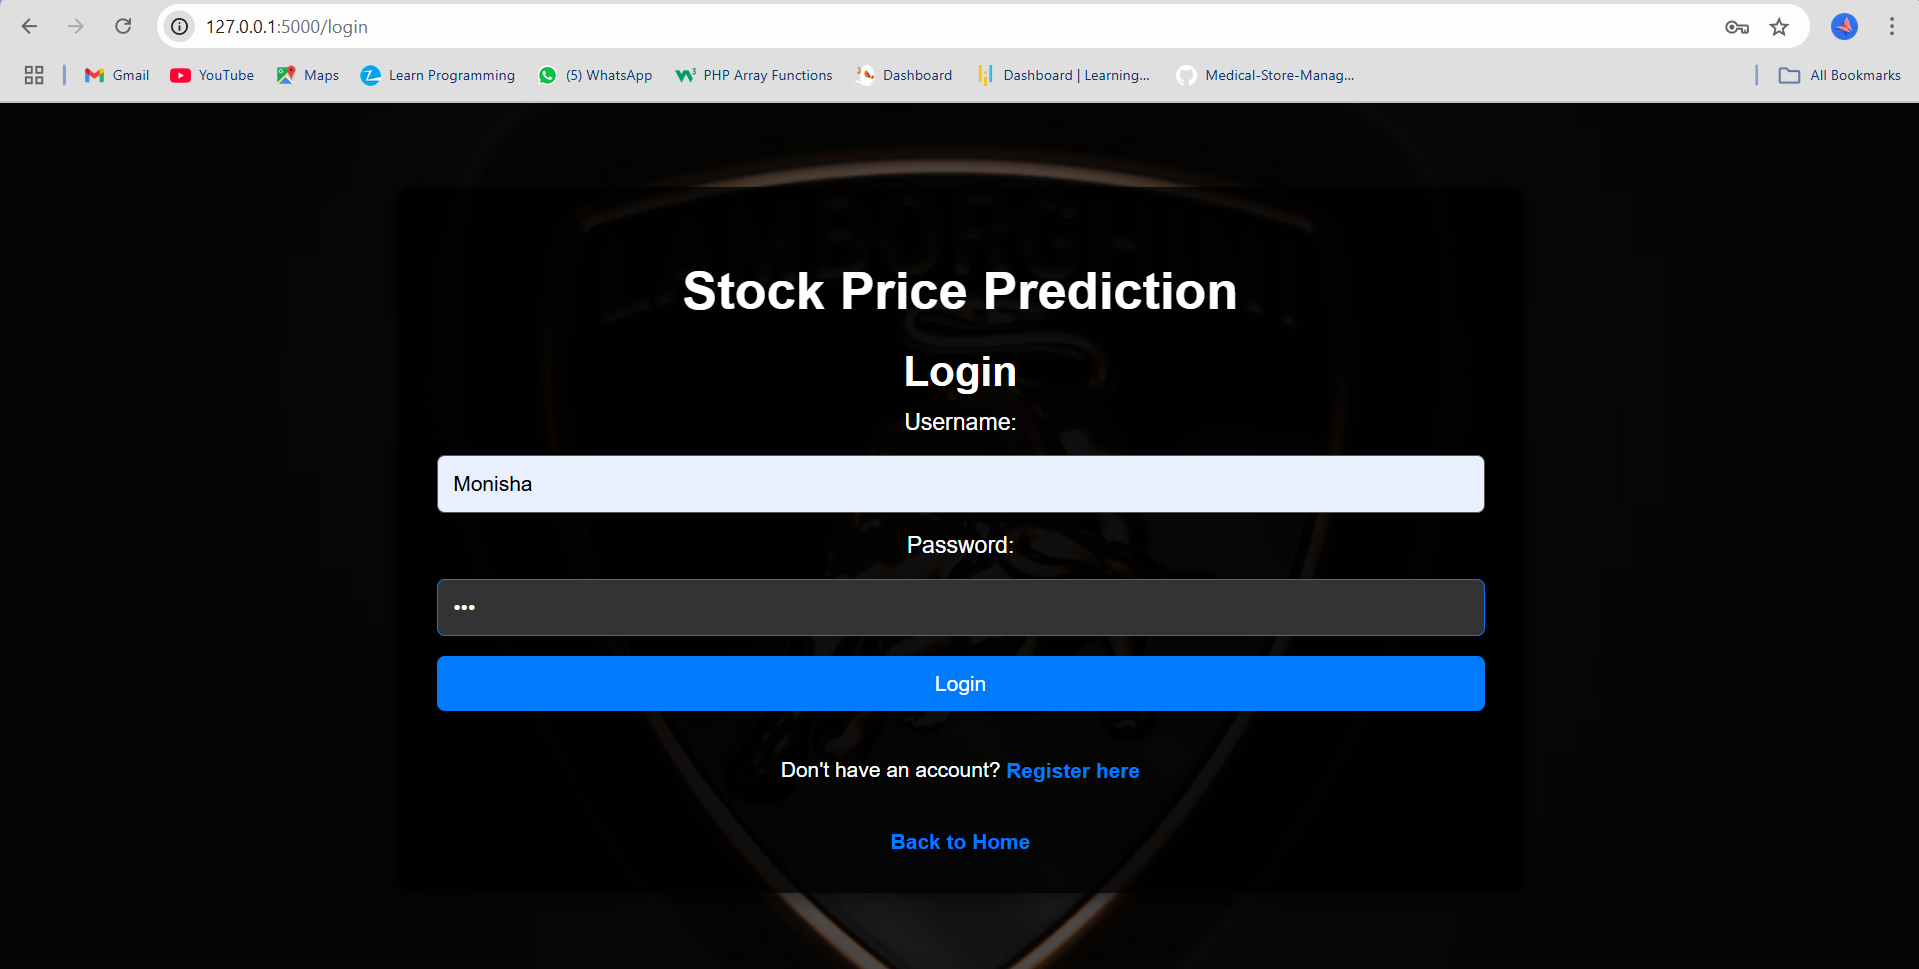 127.0.0.1:5000/login
Gmail YouTube Maps Learn Programming (5) WhatsApp PHP Array Functions Dashboard Dashboard | Learning... Medical-Store-Manag... All Bookmarks
LAMBORGHINI
Stock Price Prediction
Login
Username:
Monisha
Password:
•••
Login
Don't have an account? Register here
Back to Home